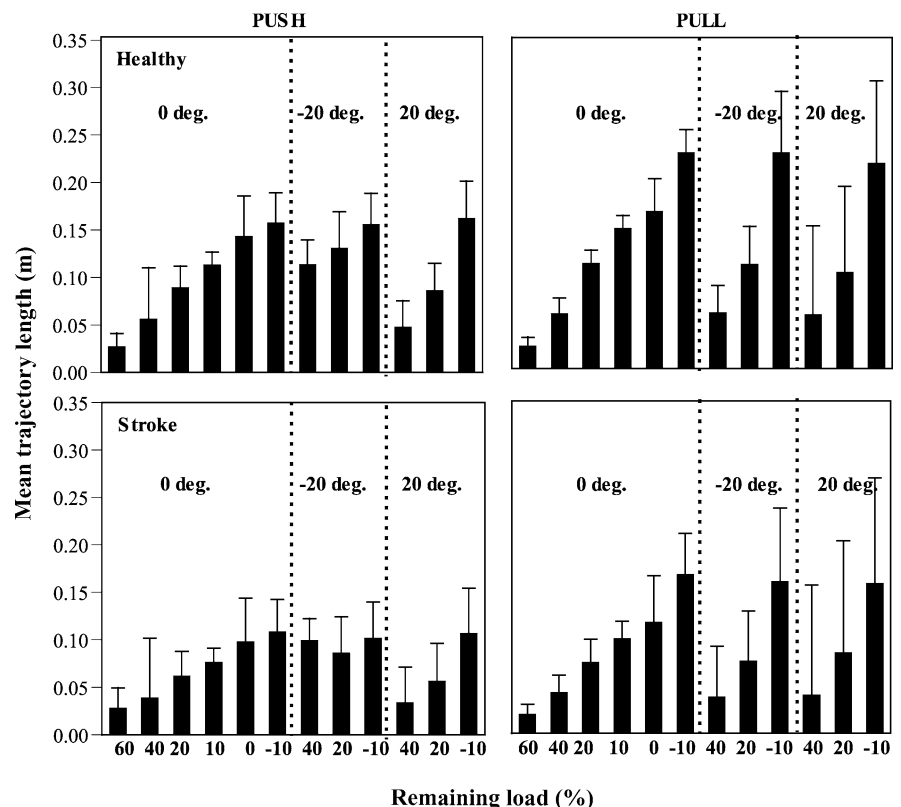 PUSH PULL
0.35
Healthy
0.30
0 deg. -20 deg. 20 deg. 0 deg. -20 deg. 20 deg.
0.25
0.20
0.15
0.10
0.05
0.00
Mean trajectory length (m)
0.35
Stroke
0.30
0 deg. -20 deg. 20 deg. 0 deg. -20 deg. 20 deg.
0.25
0.20
0.15
0.10
0.05
0.00
60 40 20 10 0 -10 40 20 -10 40 20 -10 60 40 20 10 0 -10 40 20 -10 40 20 -10
Remaining load (%)